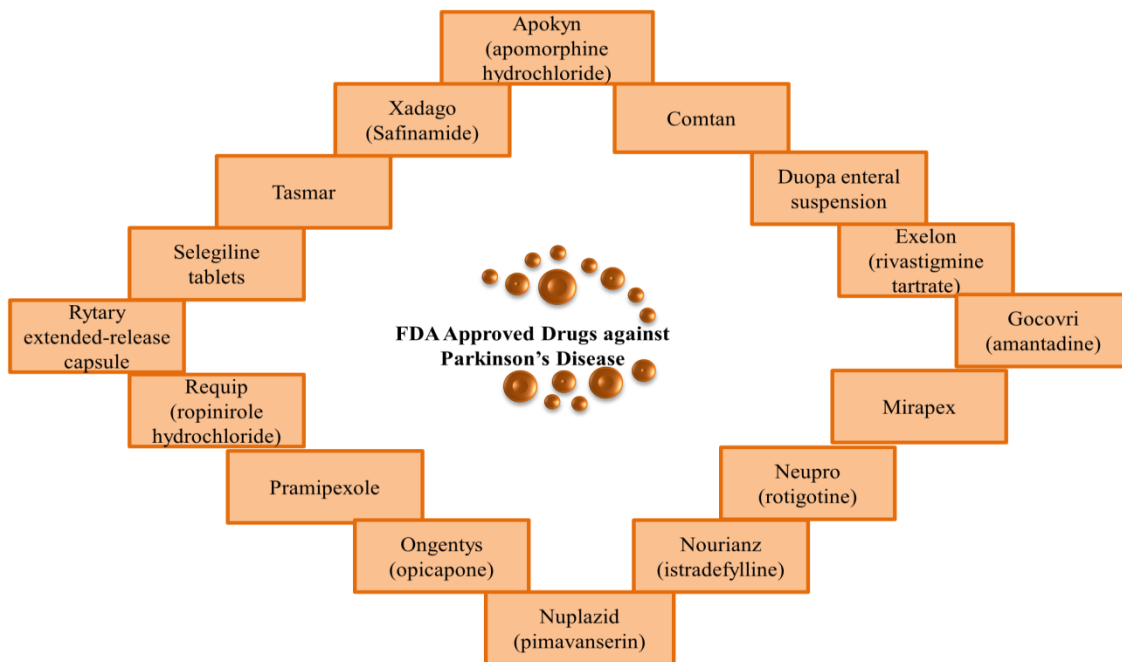 Apokyn
(apomorphine
hydrochloride)
Xadago
(Safinamide)
Comtan
Tasmar
Duopa enteral
suspension
Selegiline
tablets
Exelon
(rivastigmine
tartrate)
Rytary
extended-release
capsule
Gocovri
(amantadine)
FDA Approved Drugs against
Parkinson's Disease
Requip
(ropinirole
hydrochloride)
Mirapex
Pramipexole
Neupro
(rotigotine)
Ongentys
(opicapone)
Nourianz
(istradefylline)
Nuplazid
(pimavanserin)